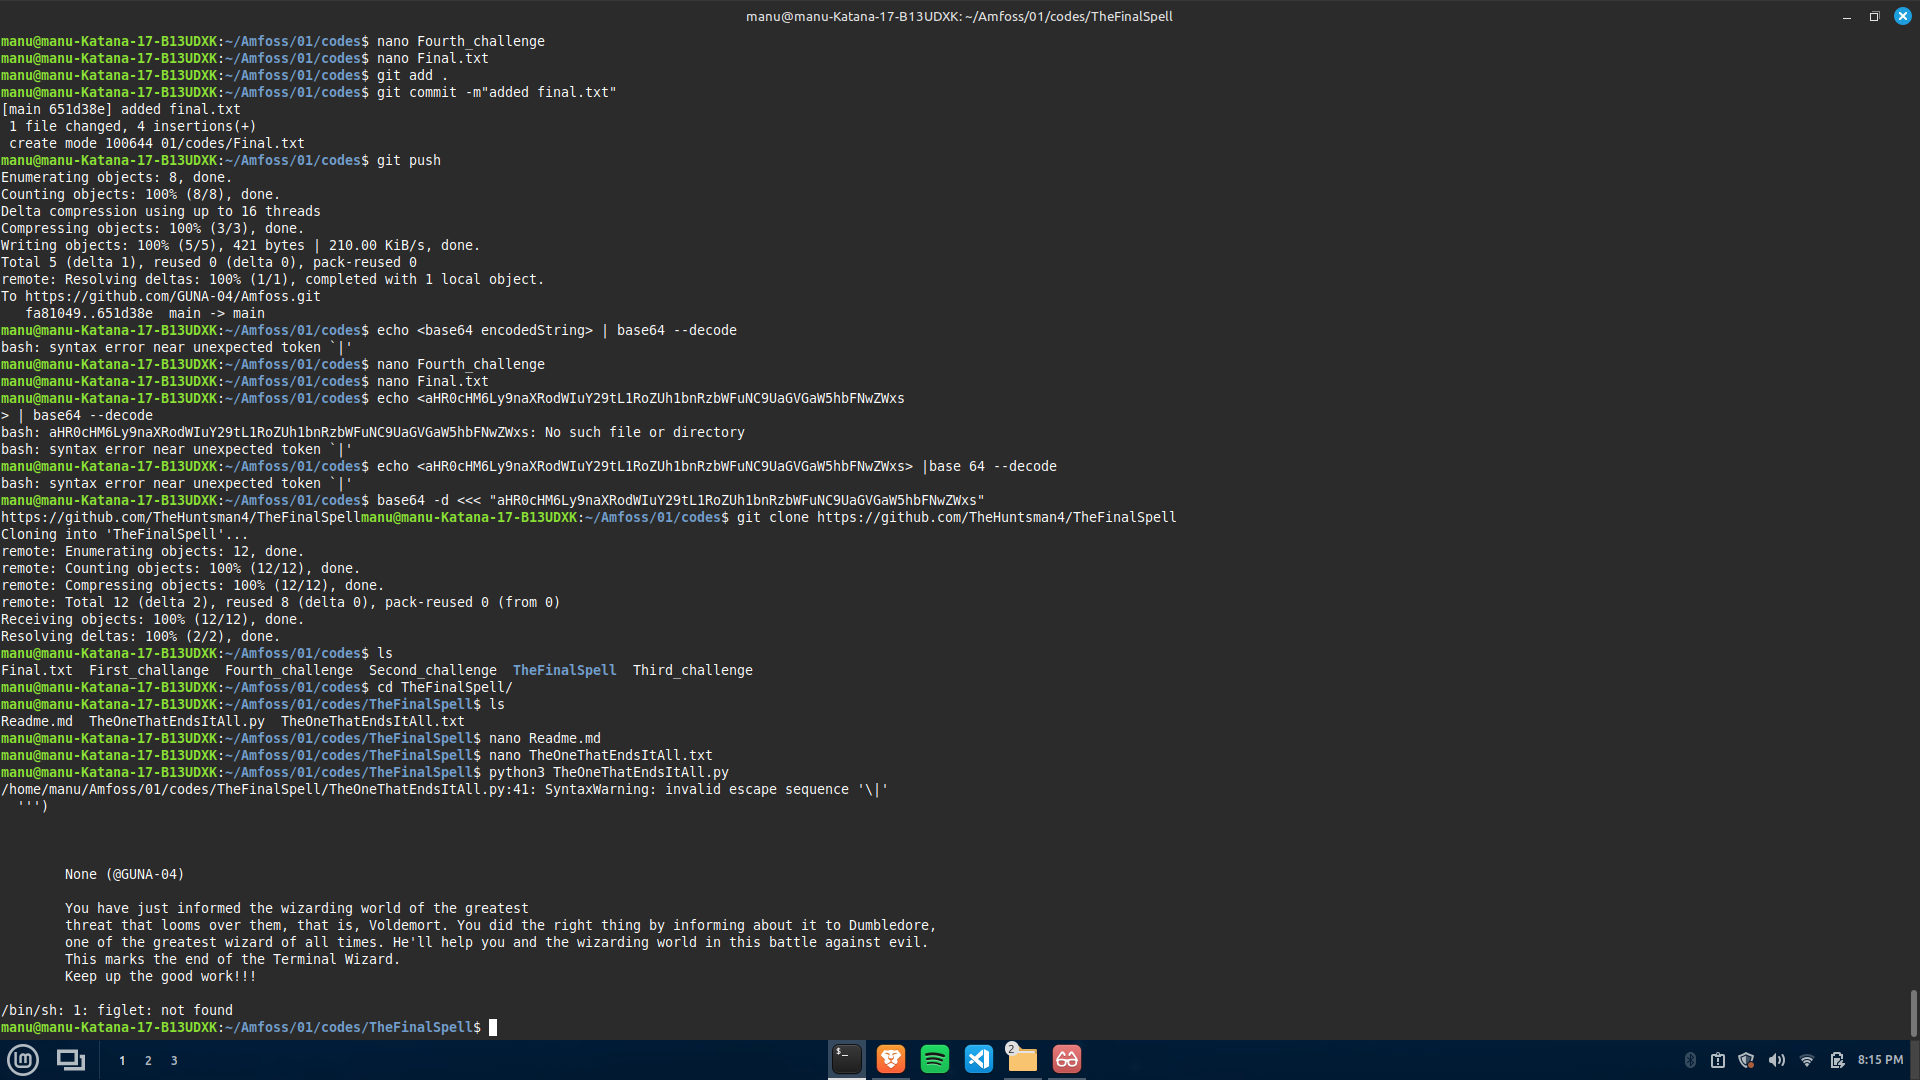 manu@manu-Katana-17-B13UDXK: ~/Amfoss/01/codes/TheFinalSpell
manu@manu-Katana-17-B13UDXK:~/Amfoss/01/codes$ nano Fourth_challenge
manu@manu-Katana-17-B13UDXK:~/Amfoss/01/codes$ nano Final.txt
manu@manu-Katana-17-B13UDXK:~/Amfoss/01/codes$ git add .
manu@manu-Katana-17-B13UDXK:~/Amfoss/01/codes$ git commit -m"added final.txt"
[main 651d38e] added final.txt
 1 file changed, 4 insertions(+)
 create mode 100644 01/codes/Final.txt
manu@manu-Katana-17-B13UDXK:~/Amfoss/01/codes$ git push
Enumerating objects: 8, done.
Counting objects: 100% (8/8), done.
Delta compression using up to 16 threads
Compressing objects: 100% (3/3), done.
Writing objects: 100% (5/5), 421 bytes | 210.00 KiB/s, done.
Total 5 (delta 1), reused 0 (delta 0), pack-reused 0
remote: Resolving deltas: 100% (1/1), completed with 1 local object.
To https://github.com/GUNA-04/Amfoss.git
   fa81049..651d38e  main -> main
manu@manu-Katana-17-B13UDXK:~/Amfoss/01/codes$ echo <base64 encodedString> | base64 --decode
bash: syntax error near unexpected token `|'
manu@manu-Katana-17-B13UDXK:~/Amfoss/01/codes$ nano Fourth_challenge
manu@manu-Katana-17-B13UDXK:~/Amfoss/01/codes$ nano Final.txt
manu@manu-Katana-17-B13UDXK:~/Amfoss/01/codes$ echo <aHR0cHM6Ly9naXRodWIuY29tL1RoZUh1bnRzbWFuNC9UaGVGaW5hbFNwZWxs
> | base64 --decode
bash: aHR0cHM6Ly9naXRodWIuY29tL1RoZUh1bnRzbWFuNC9UaGVGaW5hbFNwZWxs: No such file or directory
bash: syntax error near unexpected token `|'
manu@manu-Katana-17-B13UDXK:~/Amfoss/01/codes$ echo <aHR0cHM6Ly9naXRodWIuY29tL1RoZUh1bnRzbWFuNC9UaGVGaW5hbFNwZWxs> |base 64 --decode
bash: syntax error near unexpected token `|'
manu@manu-Katana-17-B13UDXK:~/Amfoss/01/codes$ base64 -d <<< "aHR0cHM6Ly9naXRodWIuY29tL1RoZUh1bnRzbWFuNC9UaGVGaW5hbFNwZWxs"
https://github.com/TheHuntsman4/TheFinalSpellmanu@manu-Katana-17-B13UDXK:~/Amfoss/01/codes$ git clone https://github.com/TheHuntsman4/TheFinalSpell
Cloning into 'TheFinalSpell'...
remote: Enumerating objects: 12, done.
remote: Counting objects: 100% (12/12), done.
remote: Compressing objects: 100% (12/12), done.
remote: Total 12 (delta 2), reused 8 (delta 0), pack-reused 0 (from 0)
Receiving objects: 100% (12/12), done.
Resolving deltas: 100% (2/2), done.
manu@manu-Katana-17-B13UDXK:~/Amfoss/01/codes$ ls
Final.txt  First_challange  Fourth_challenge  Second_challenge  TheFinalSpell  Third_challenge
manu@manu-Katana-17-B13UDXK:~/Amfoss/01/codes$ cd TheFinalSpell/
manu@manu-Katana-17-B13UDXK:~/Amfoss/01/codes/TheFinalSpell$ ls
Readme.md  TheOneThatEndsItAll.py  TheOneThatEndsItAll.txt
manu@manu-Katana-17-B13UDXK:~/Amfoss/01/codes/TheFinalSpell$ nano Readme.md
manu@manu-Katana-17-B13UDXK:~/Amfoss/01/codes/TheFinalSpell$ nano TheOneThatEndsItAll.txt
manu@manu-Katana-17-B13UDXK:~/Amfoss/01/codes/TheFinalSpell$ python3 TheOneThatEndsItAll.py
/home/manu/Amfoss/01/codes/TheFinalSpell/TheOneThatEndsItAll.py:41: SyntaxWarning: invalid escape sequence '\|'
  ''')
        None (@GUNA-04)
        You have just informed the wizarding world of the greatest
        threat that looms over them, that is, Voldemort. You did the right thing by informing about it to Dumbledore,
        one of the greatest wizard of all times. He'll help you and the wizarding world in this battle against evil.
        This marks the end of the Terminal Wizard.
        Keep up the good work!!!
/bin/sh: 1: figlet: not found
manu@manu-Katana-17-B13UDXK:~/Amfoss/01/codes/TheFinalSpell$
1 2 3 $_ 2 8:15 PM